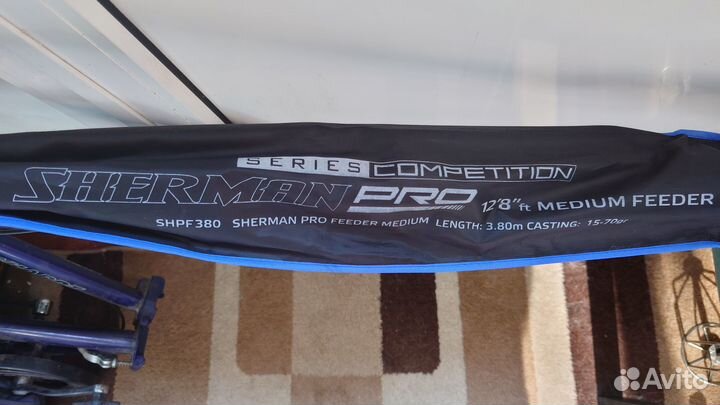 SERIES COMPETITION
SHERMAN PRO 12'8"ft MEDIUM FEEDER
SHPF380 SHERMAN PRO FEEDER MEDIUM LENGTH: 3.80m CASTING: 15-70gr
Avito